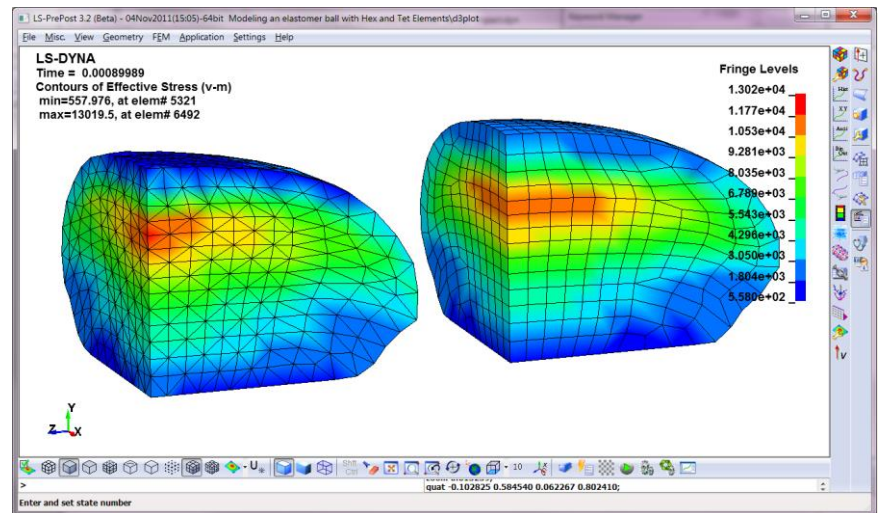 LS-PrePost 3.2 (Beta) - 04Nov2011(15:05)-64bit Modeling an elastomer ball with Hex and Tet Elements\d3plot
File Misc. View Geometry FEM Application Settings Help
LS-DYNA
Time = 0.00089989
Contours of Effective Stress (v-m)
min=557.976, at elem# 5321
max=13019.5, at elem# 6492
Fringe Levels
1.302e+04
1.177e+04
1.053e+04
9.281e+03
8.035e+03
6.789e+03
5.543e+03
4.296e+03
3.050e+03
1.804e+03
5.580e+02
Y
Z X
10
>
quat -0.102825 0.584540 0.062267 0.802410;
Enter and set state number